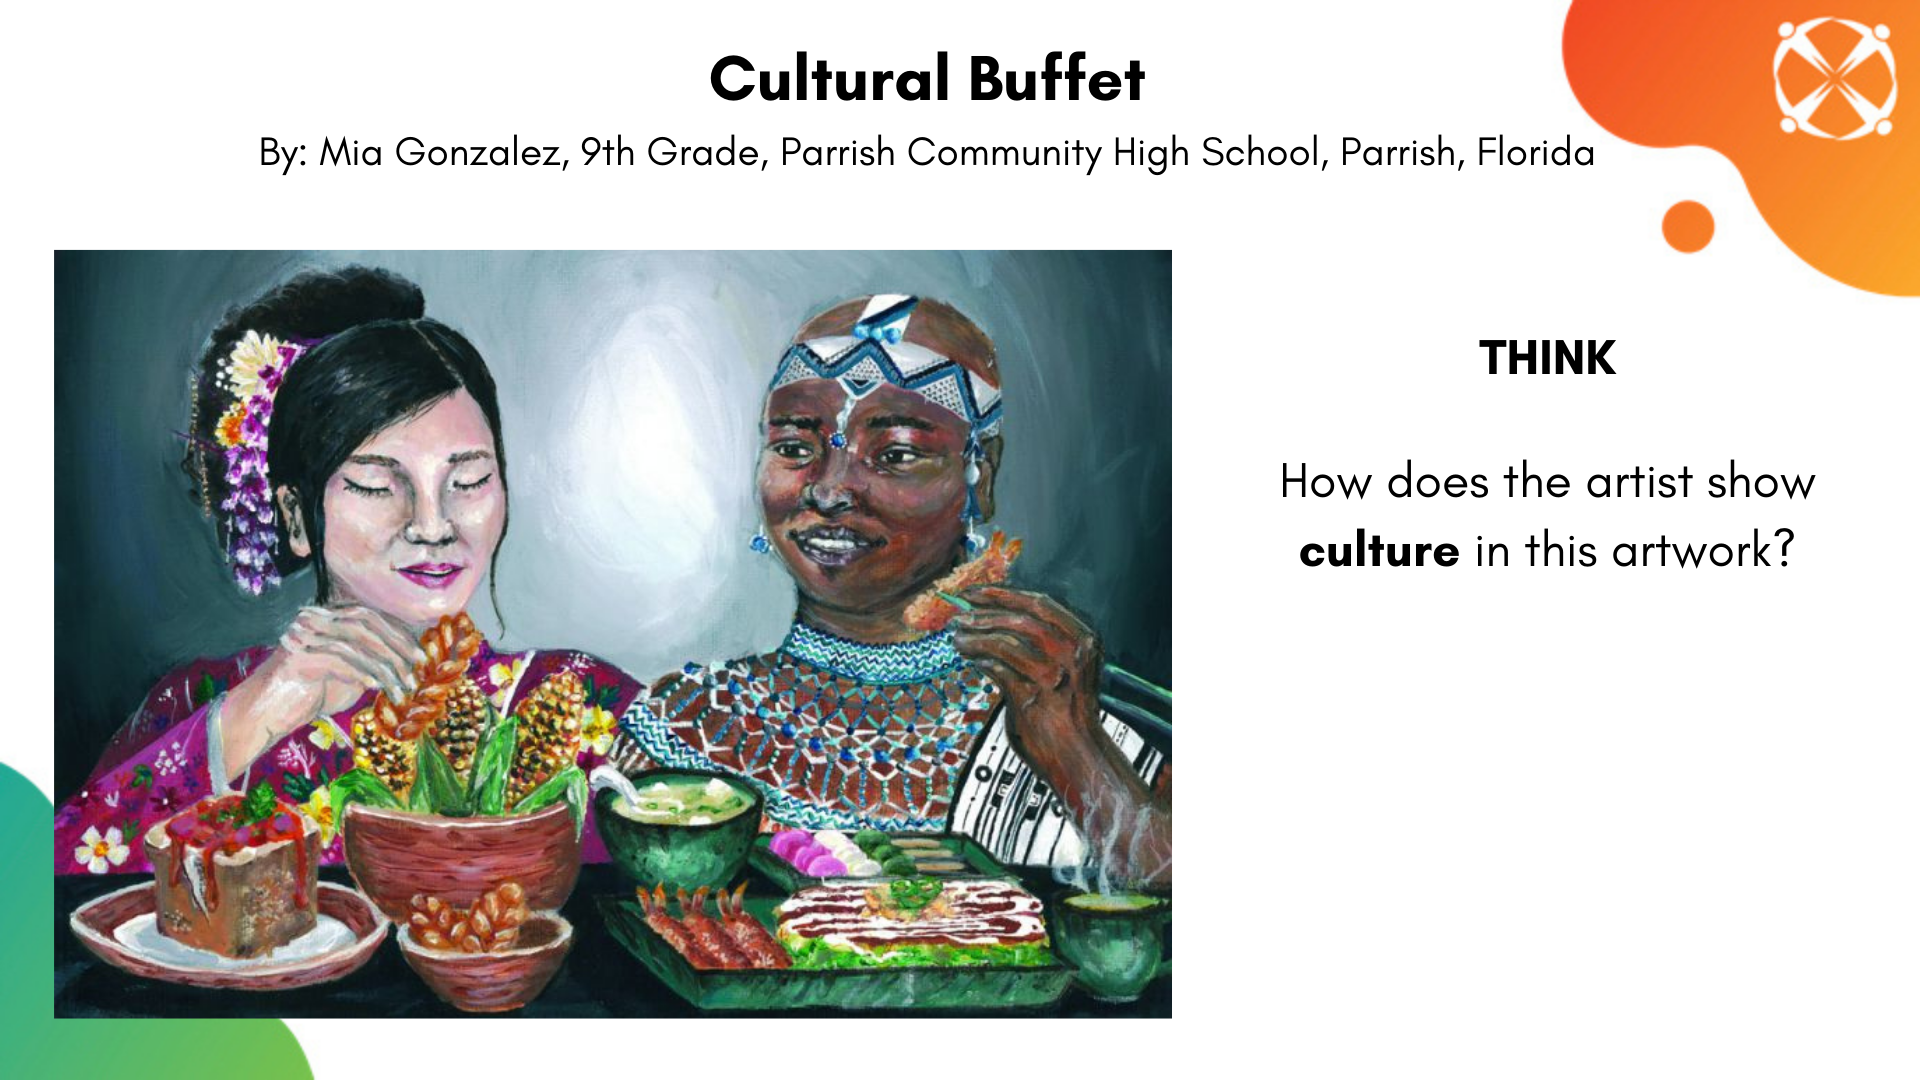 Cultural Buffet
By: Mia Gonzalez, 9th Grade, Parrish Community High School, Parrish, Florida
THINK
How does the artist show
culture in this artwork?